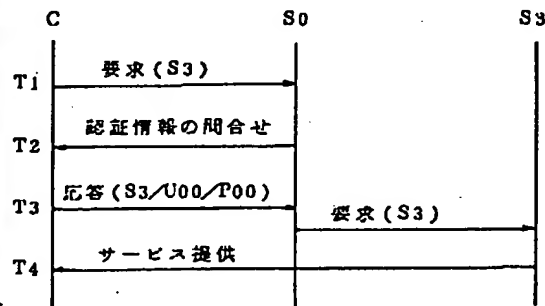 C S0 S3
T1 要求(S3)
T2 認証情報の問合せ
T3 応答(S3/U00/P00)
要求(S3)
T4 サービス提供